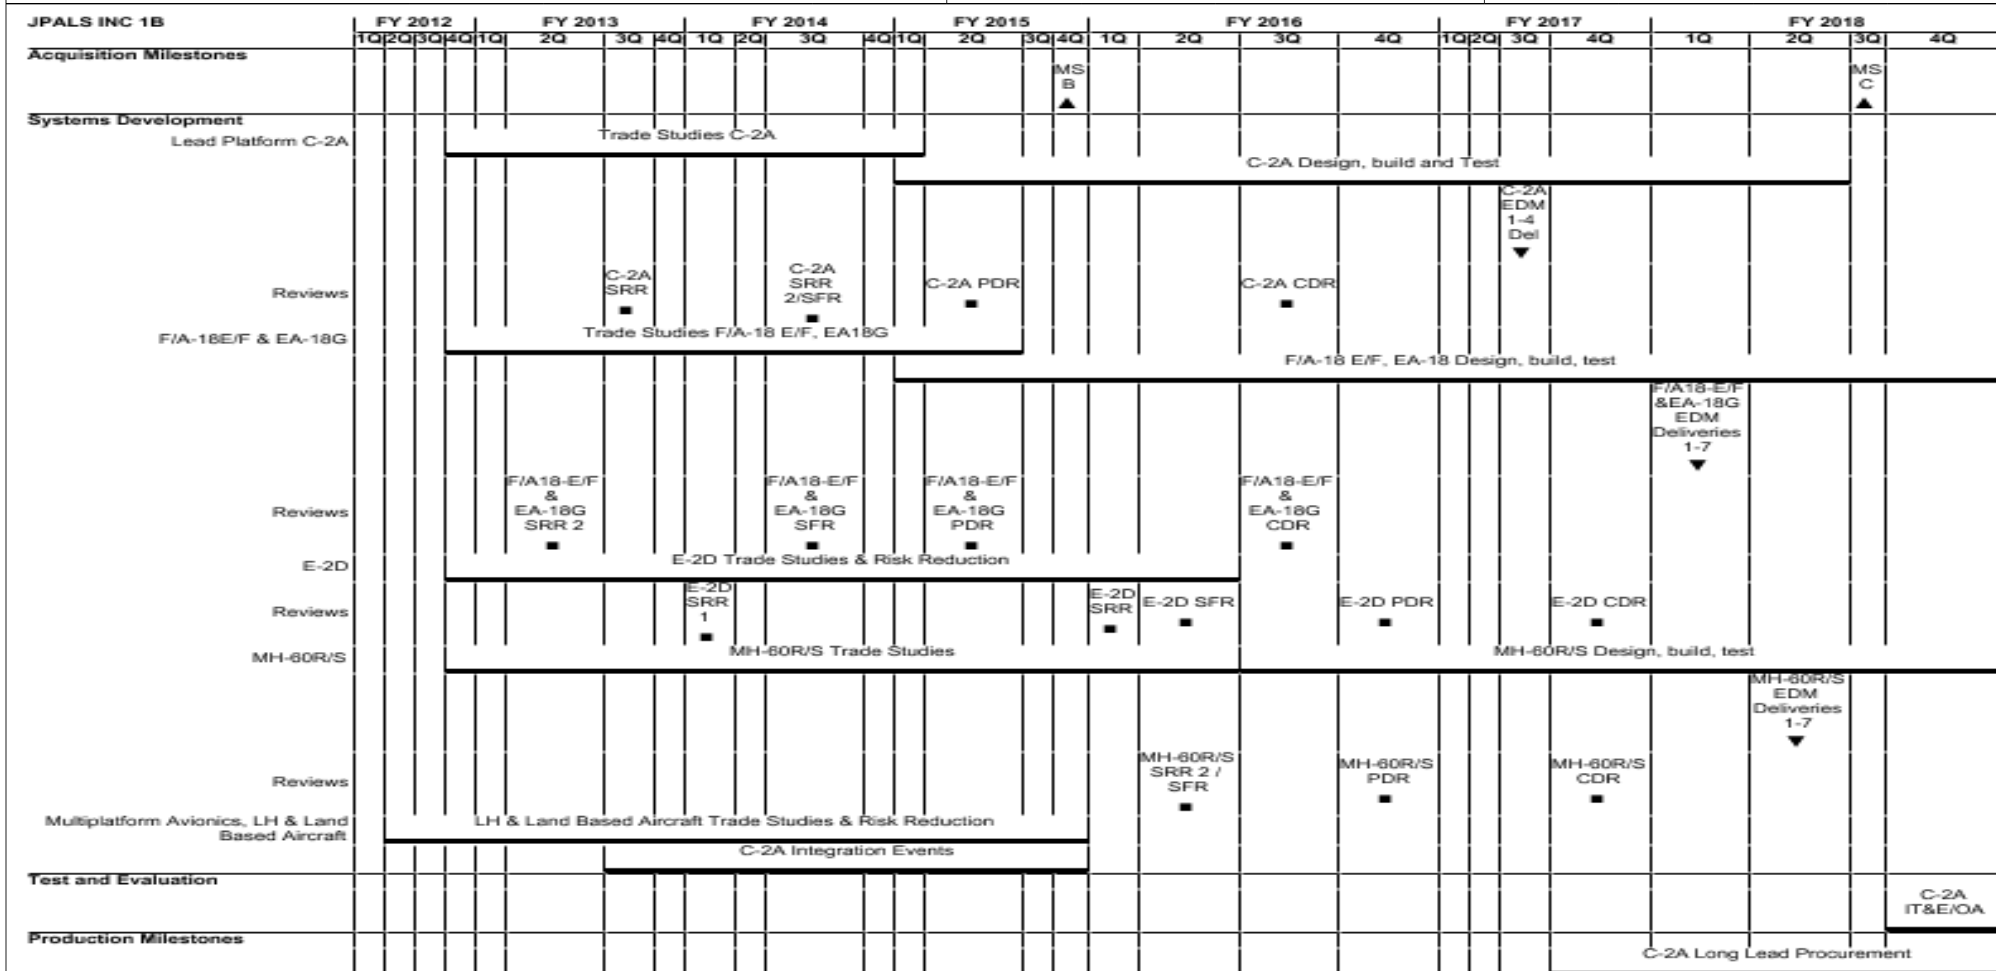 JPALS INC 1B FY 2012 FY 2013 FY 2014 FY 2015 FY 2016 FY 2017 FY 2018
1Q 2Q 3Q 4Q 1Q 2Q 3Q 4Q 1Q 2Q 3Q 4Q 1Q 2Q 3Q 4Q 1Q 2Q 3Q 4Q 1Q 2Q 3Q 4Q 1Q 2Q 3Q 4Q
Acquisition Milestones
MS
B
MS
C
Systems Development
Lead Platform C-2A
Trade Studies C-2A
C-2A Design, build and Test
C-2A
EDM
1-4
Del
Reviews
C-2A
SRR
C-2A
SRR
2/SFR
C-2A PDR
C-2A CDR
F/A-18E/F & EA-18G
Trade Studies F/A-18 E/F, EA18G
F/A-18 E/F, EA-18 Design, build, test
F/A18-E/F
&EA-18G
EDM
Deliveries
1-7
Reviews
F/A18-E/F
&
EA-18G
SRR 2
F/A18-E/F
&
EA-18G
SFR
F/A18-E/F
&
EA-18G
PDR
F/A18-E/F
&
EA-18G
CDR
E-2D
E-2D Trade Studies & Risk Reduction
Reviews
E-2D
SRR
1
E-2D
SRR
E-2D SFR
E-2D PDR
E-2D CDR
MH-60R/S
MH-60R/S Trade Studies
MH-60R/S Design, build, test
MH-60R/S
EDM
Deliveries
1-7
Reviews
MH-60R/S
SRR 2 /
SFR
MH-60R/S
PDR
MH-60R/S
CDR
Multiplatform Avionics, LH & Land
Based Aircraft
LH & Land Based Aircraft Trade Studies & Risk Reduction
C-2A Integration Events
Test and Evaluation
C-2A
IT&E/OA
Production Milestones
C-2A Long Lead Procurement